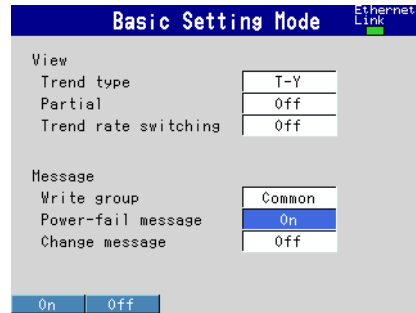 Basic Setting Mode
Ethernet
Link
View
Trend type T-Y
Partial Off
Trend rate switching Off
Message
Write group Common
Power-fail message On
Change message Off
On Off